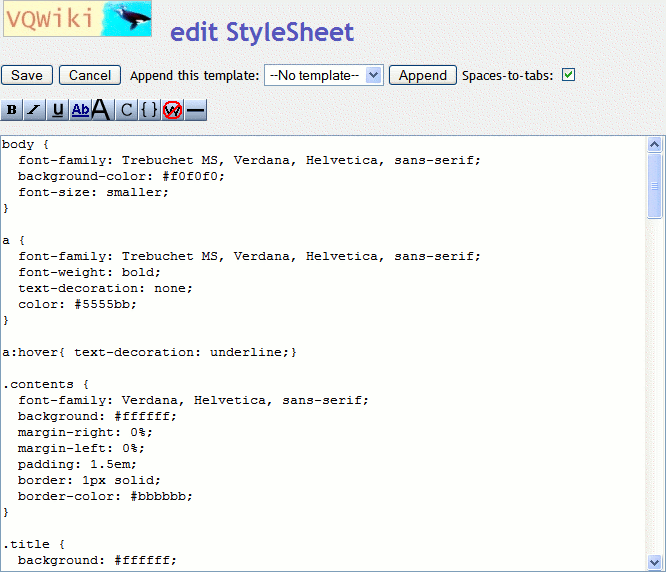 VQWiki
edit StyleSheet
Save Cancel Append this template: --No template-- Append Spaces-to-tabs:
B I U Ab A C { } W
body {
  font-family: Trebuchet MS, Verdana, Helvetica, sans-serif;
  background-color: #f0f0f0;
  font-size: smaller;
}

a {
  font-family: Trebuchet MS, Verdana, Helvetica, sans-serif;
  font-weight: bold;
  text-decoration: none;
  color: #5555bb;
}

a:hover{ text-decoration: underline;}

.contents {
  font-family: Verdana, Helvetica, sans-serif;
  background: #ffffff;
  margin-right: 0%;
  margin-left: 0%;
  padding: 1.5em;
  border: 1px solid;
  border-color: #bbbbbb;
}

.title {
  background: #ffffff;